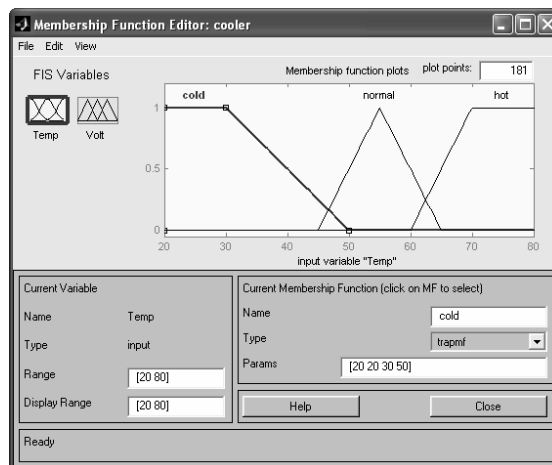 Membership Function Editor: cooler
File Edit View
FIS Variables
Temp
Volt
Membership function plots plot points: 181
cold normal hot
1
0.5
0
20 30 40 50 60 70 80
input variable "Temp"
Current Variable
Name Temp
Type input
Range [20 80]
Display Range [20 80]
Current Membership Function (click on MF to select)
Name cold
Type trapmf
Params [20 20 30 50]
Help Close
Ready